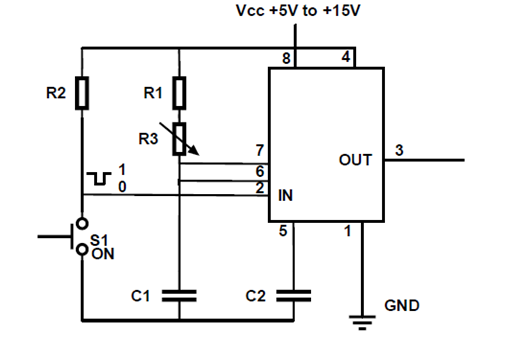 Vcc +5V to +15V
8
4
R2
R1
R3
7
6
2
1
0
IN
OUT
3
S1
ON
5
1
C1
C2
GND